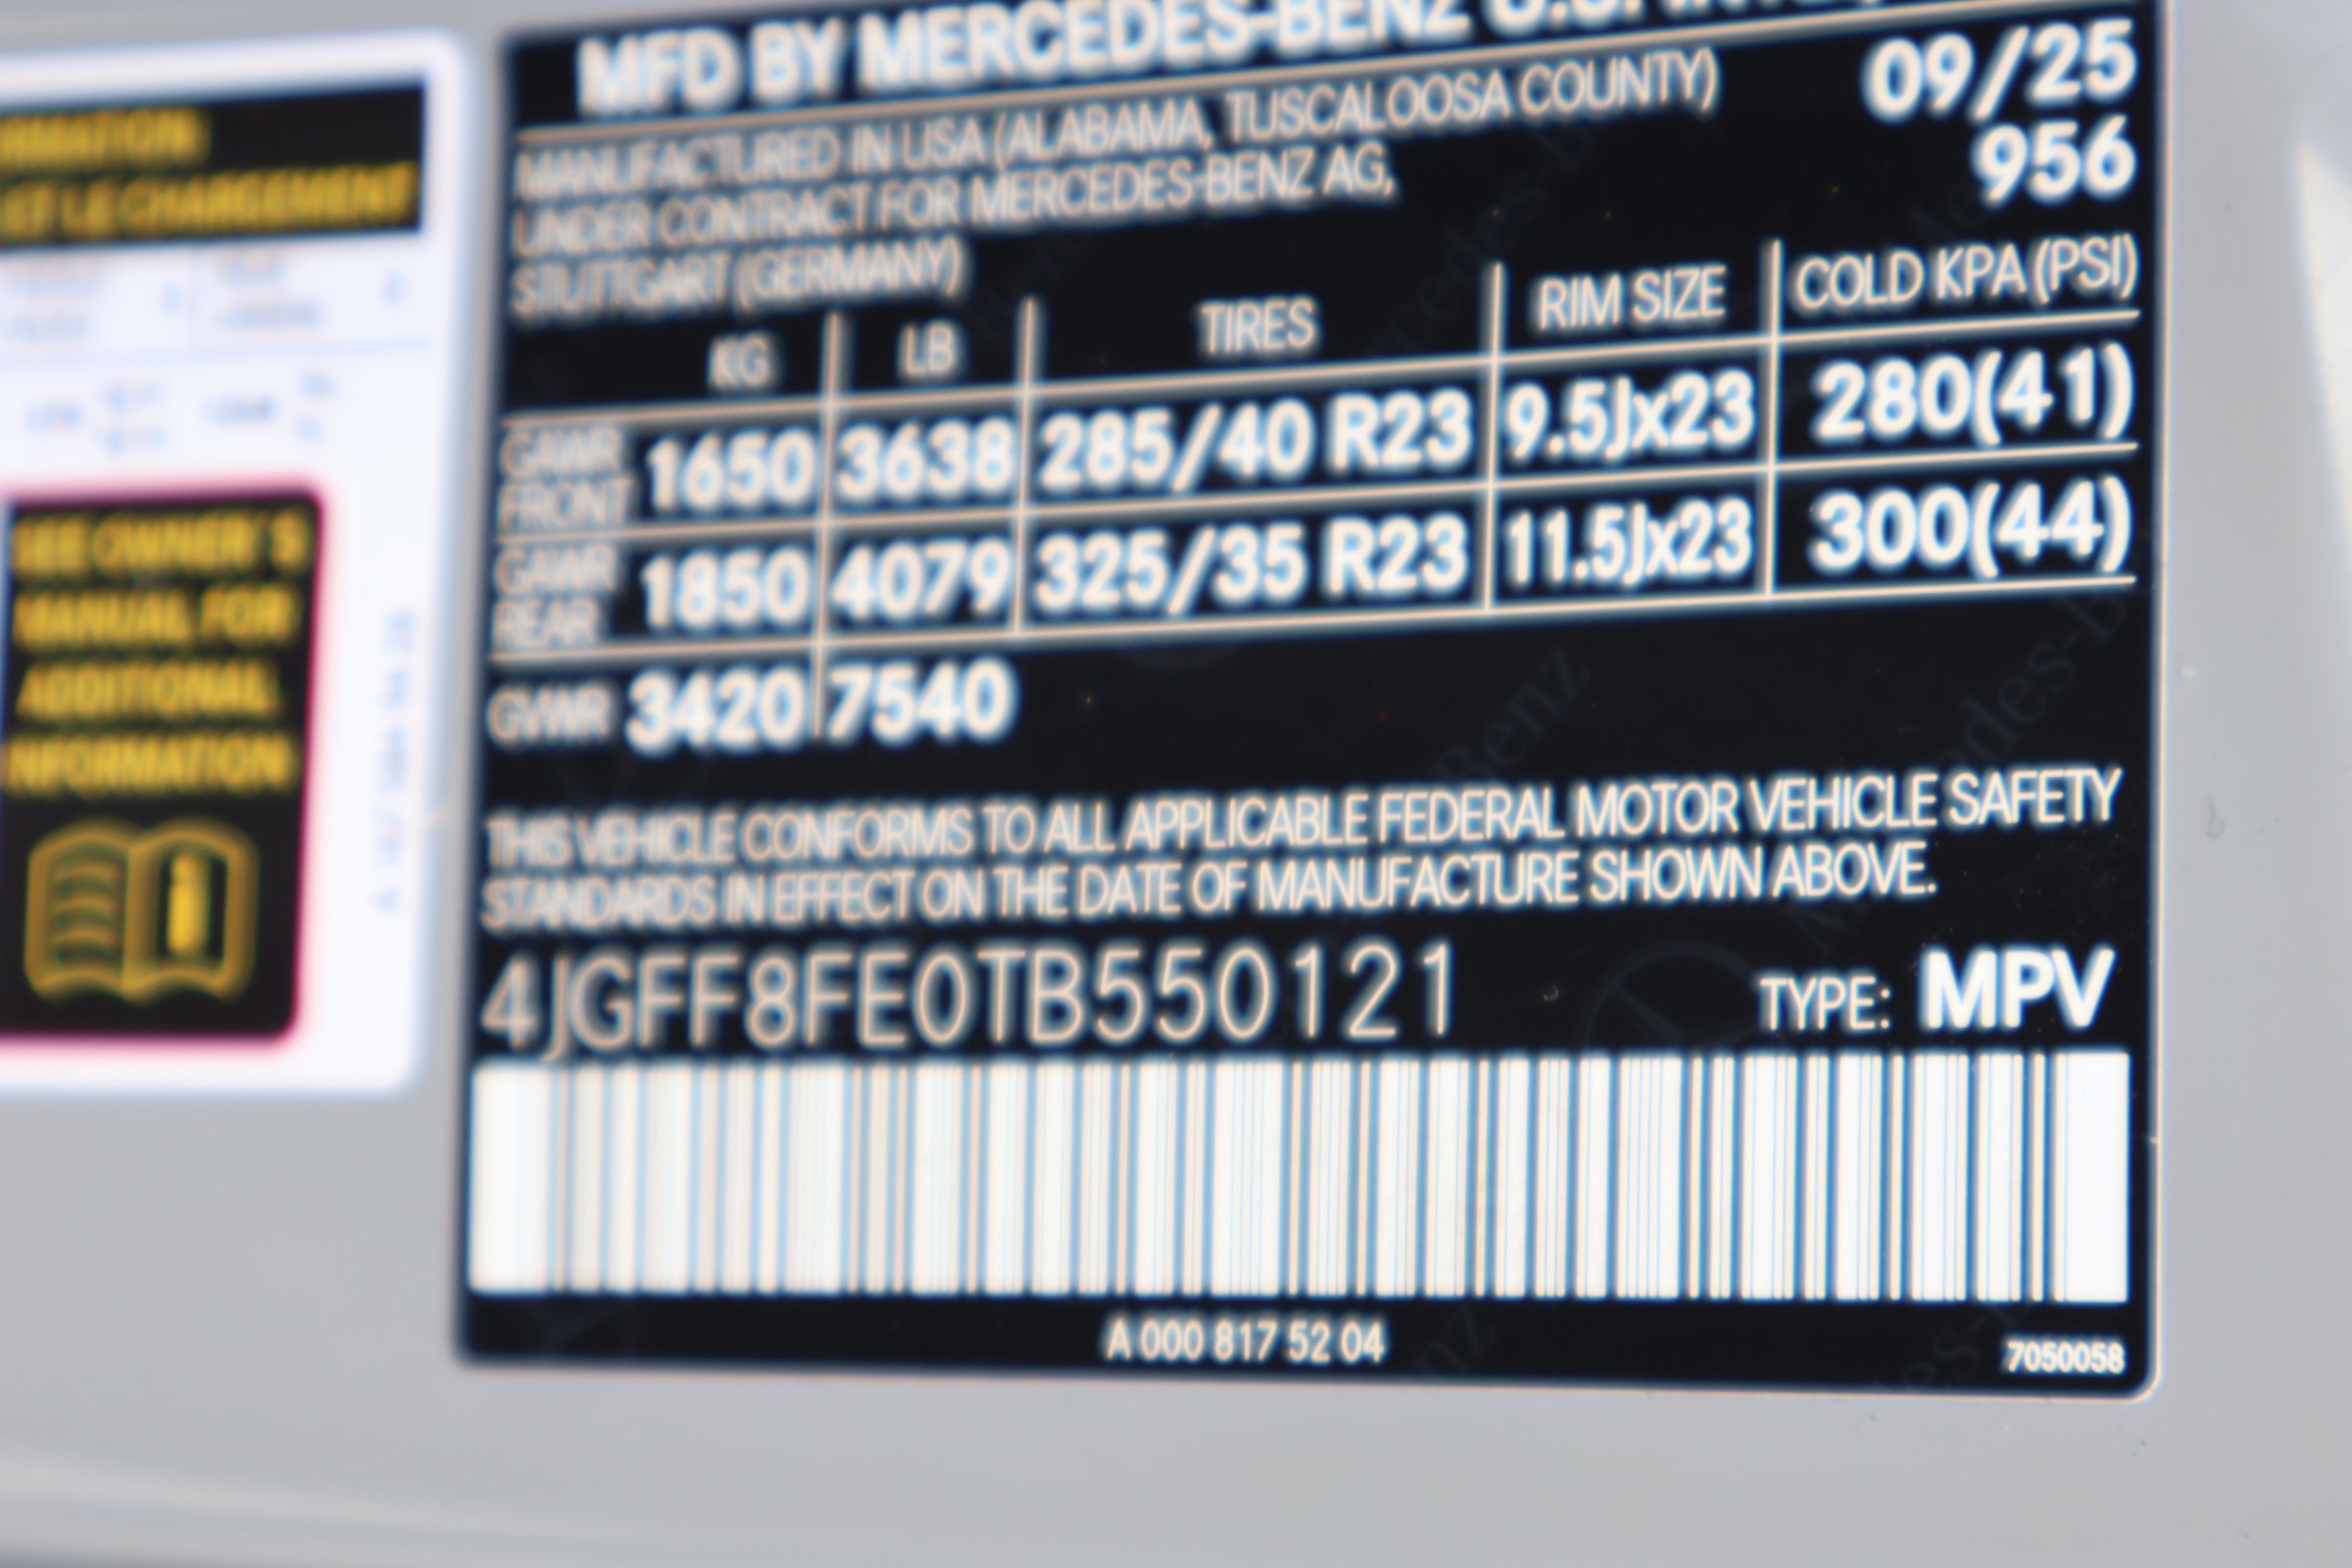 RMATION
ET LE CHARGEMENT
SEE OWNER'S
MANUAL FOR
ADDITIONAL
INFORMATION
MFD BY MERCEDES-BENZ U.S.
MANUFACTURED IN USA (ALABAMA, TUSCALOOSA COUNTY) 09/25
UNDER CONTRACT FOR MERCEDES-BENZ AG, 956
STUTTGART (GERMANY)
KG LB TIRES RIM SIZE COLD KPA (PSI)
GAWR FRONT 1650 3638 285/40 R23 9.5Jx23 280(41)
GAWR REAR 1850 4079 325/35 R23 11.5Jx23 300(44)
GVWR 3420 7540
THIS VEHICLE CONFORMS TO ALL APPLICABLE FEDERAL MOTOR VEHICLE SAFETY
STANDARDS IN EFFECT ON THE DATE OF MANUFACTURE SHOWN ABOVE.
4JGFF8FE0TB550121 TYPE: MPV
A 000 817 52 04 7050058